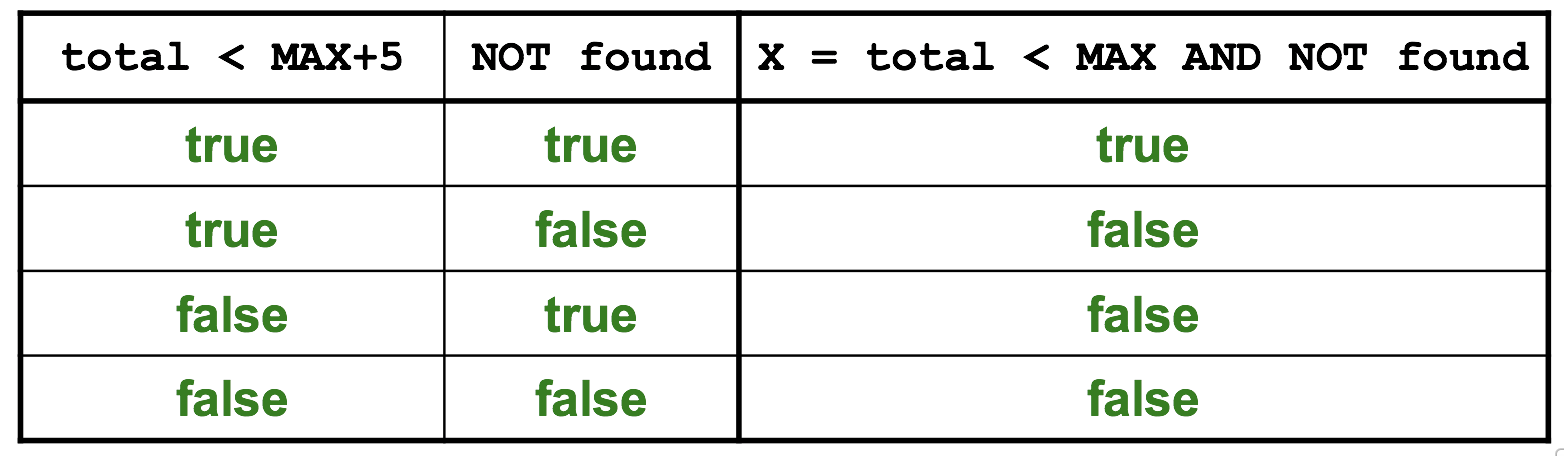 total < MAX+5 NOT found X = total < MAX AND NOT found
true true true
true false false
false true false
false false false